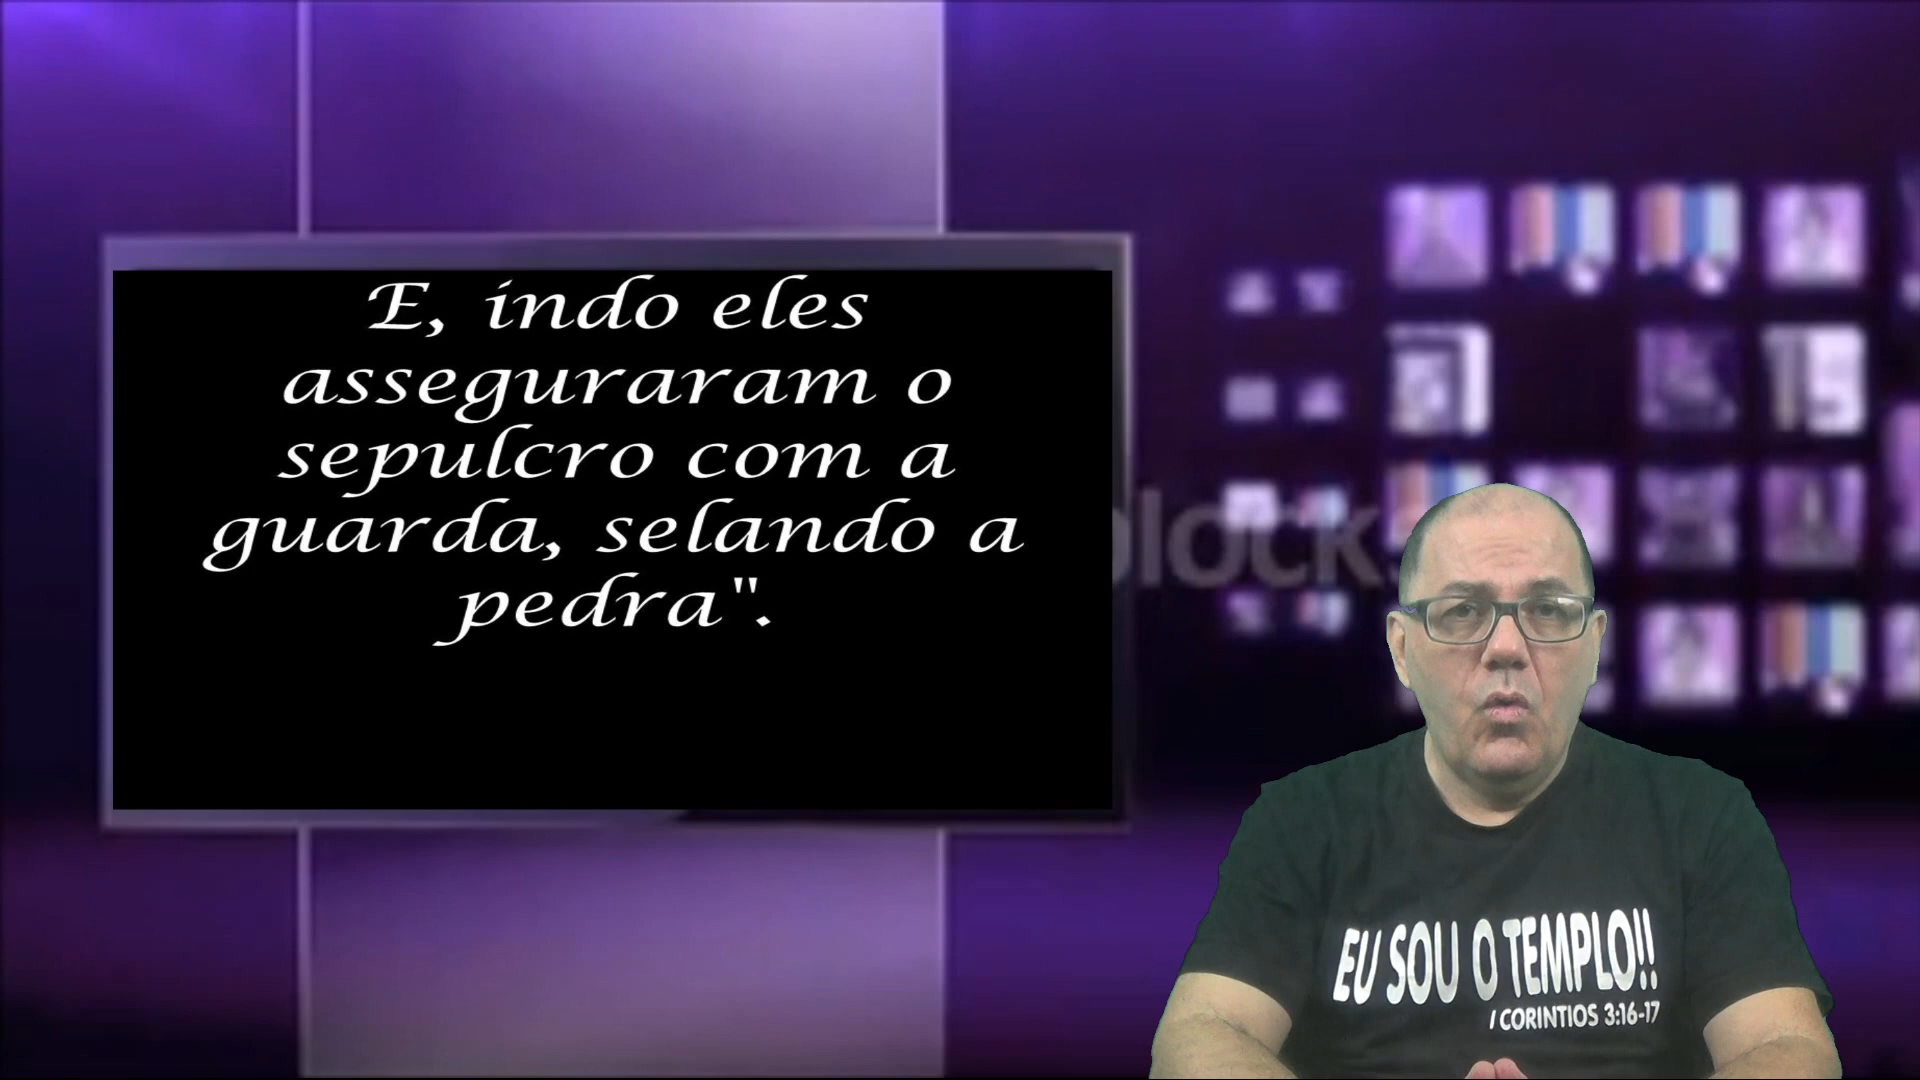 E, indo eles
asseguraram o
sepulcro com a
guarda, selando a
pedra".
EU SOU O TEMPLO!!
I CORINTIOS 3:16-17